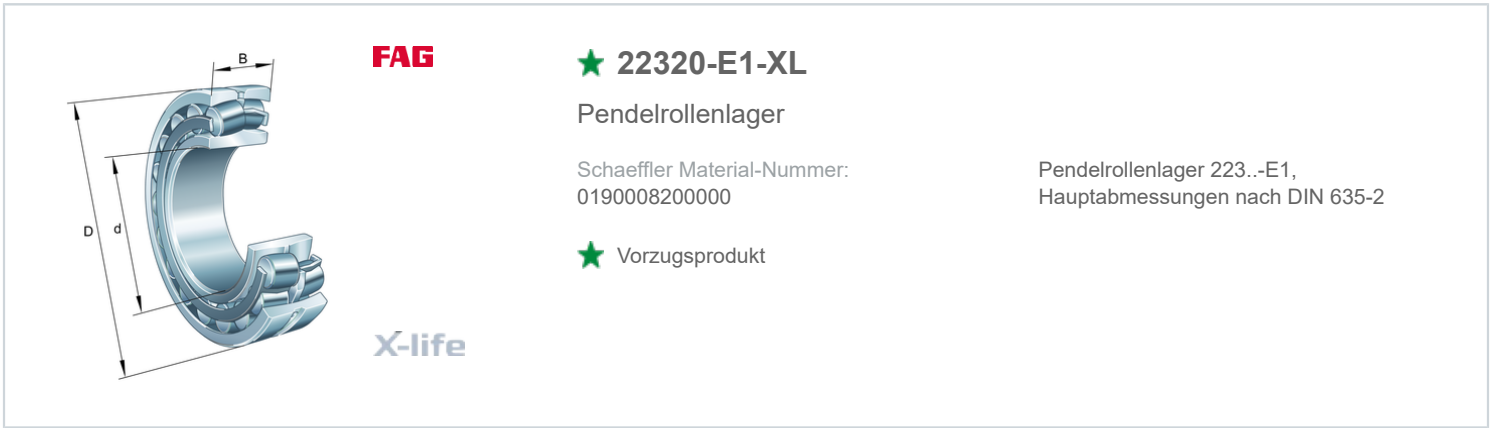 B
D
d
FAG
X-life
22320-E1-XL
Pendelrollenlager
Schaeffler Material-Nummer:
0190008200000
Vorzugsprodukt
Pendelrollenlager 223..-E1,
Hauptabmessungen nach DIN 635-2